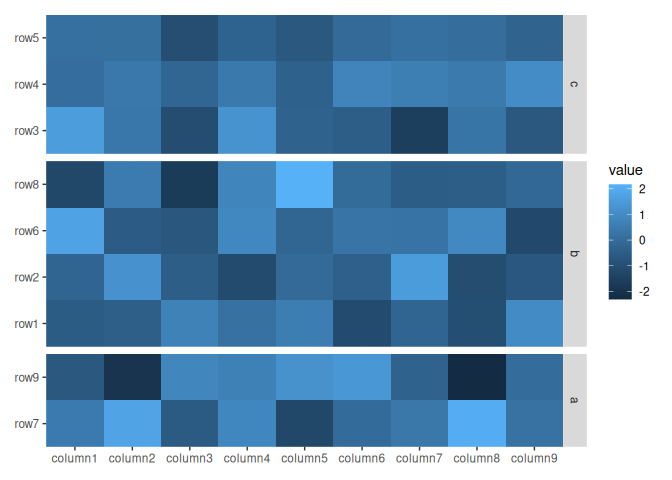 row5
row4
row3
c
row8
row6
row2
row1
b
row9
row7
a
column1 column2 column3 column4 column5 column6 column7 column8 column9
value
2
1
0
-1
-2